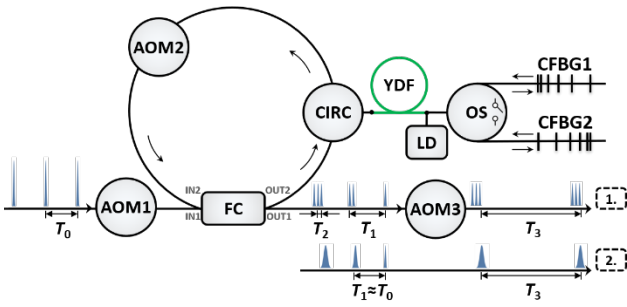 AOM2
CIRC
YDF
LD
OS
CFBG1
CFBG2
IN2
IN1
OUT2
OUT1
FC
AOM1
AOM3
T0
T2
T1
T3
1.
T1≈T0
T3
2.